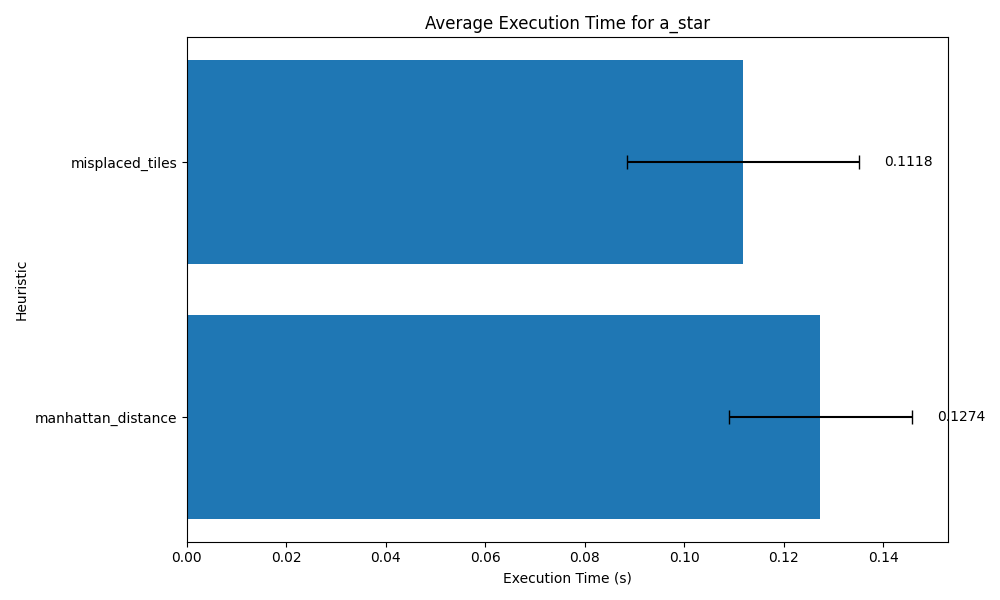 Average Execution Time for a_star
misplaced_tiles
0.1118
Heuristic
manhattan_distance
0.1274
0.00 0.02 0.04 0.06 0.08 0.10 0.12 0.14
Execution Time (s)